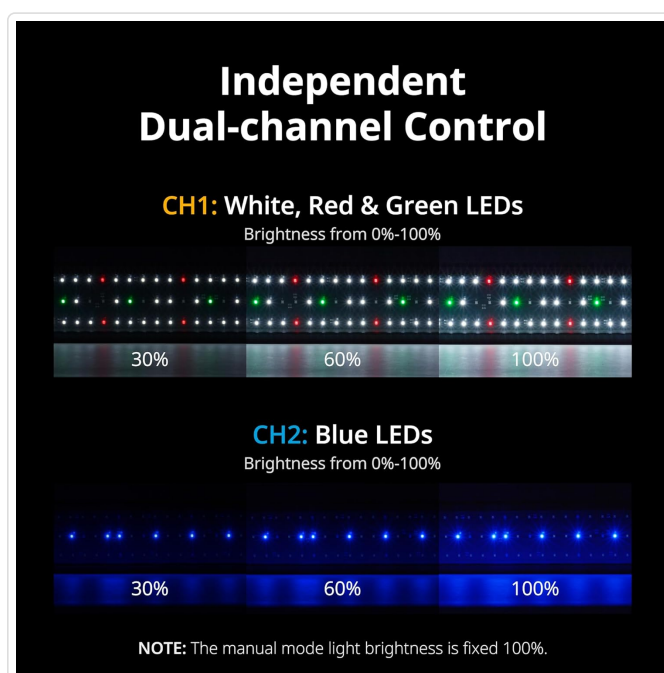 Independent
Dual-channel Control
CH1: White, Red & Green LEDs
Brightness from 0%-100%
30%
60%
100%
CH2: Blue LEDs
Brightness from 0%-100%
30%
60%
100%
NOTE: The manual mode light brightness is fixed 100%.